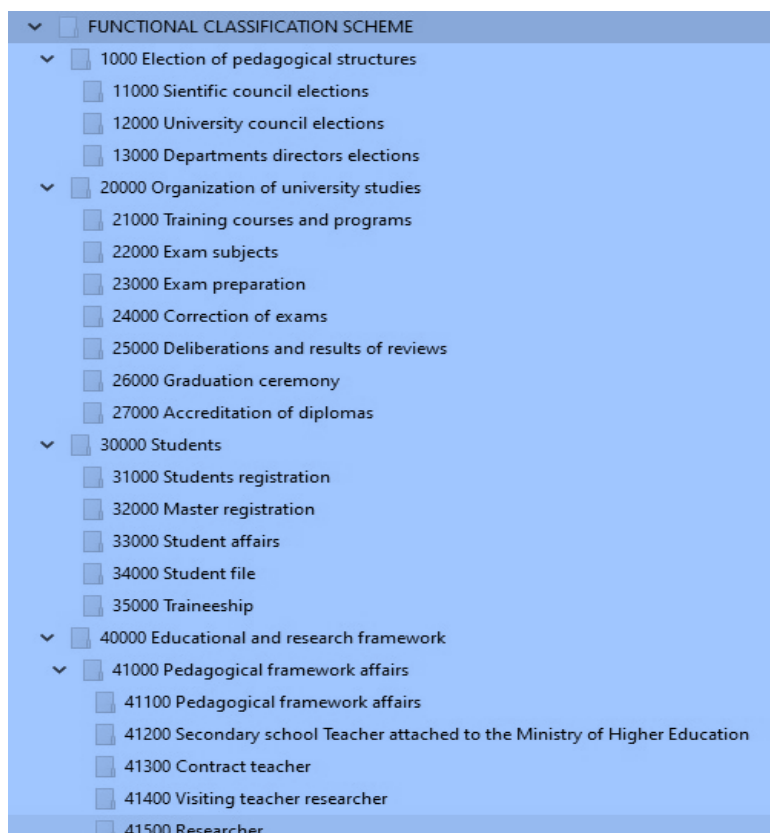 FUNCTIONAL CLASSIFICATION SCHEME
1000 Election of pedagogical structures
11000 Sientific council elections
12000 University council elections
13000 Departments directors elections
20000 Organization of university studies
21000 Training courses and programs
22000 Exam subjects
23000 Exam preparation
24000 Correction of exams
25000 Deliberations and results of reviews
26000 Graduation ceremony
27000 Accreditation of diplomas
30000 Students
31000 Students registration
32000 Master registration
33000 Student affairs
34000 Student file
35000 Traineeship
40000 Educational and research framework
41000 Pedagogical framework affairs
41100 Pedagogical framework affairs
41200 Secondary school Teacher attached to the Ministry of Higher Education
41300 Contract teacher
41400 Visiting teacher researcher
41500 Researcher